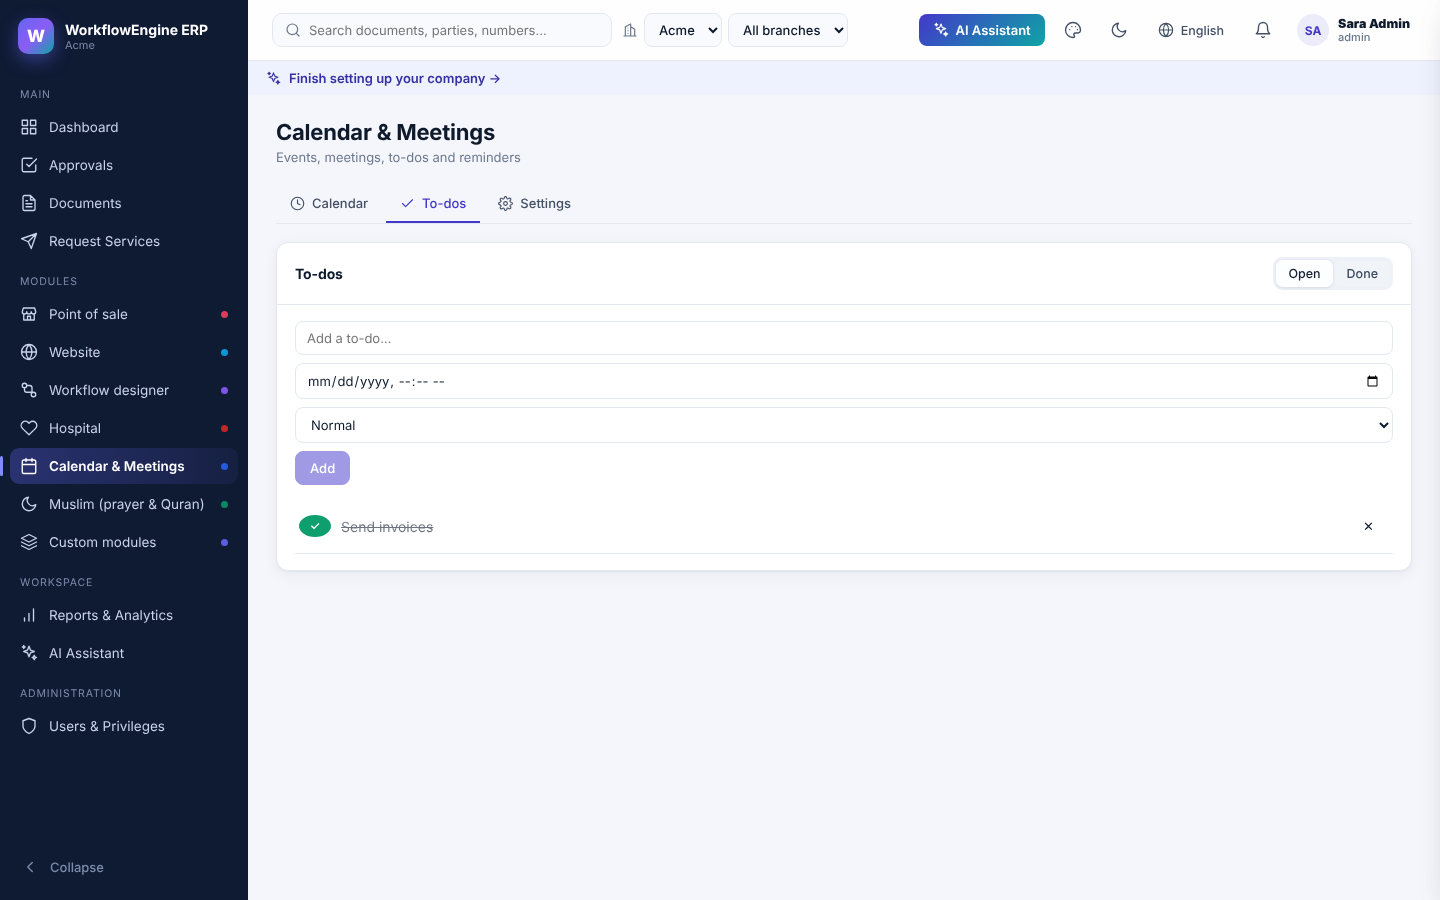 W
WorkflowEngine ERP
Acme
MAIN
Dashboard
Approvals
Documents
Request Services
MODULES
Point of sale
Website
Workflow designer
Hospital
Calendar & Meetings
Muslim (prayer & Quran)
Custom modules
WORKSPACE
Reports & Analytics
AI Assistant
ADMINISTRATION
Users & Privileges
Collapse
Search documents, parties, numbers...
Acme
All branches
AI Assistant
English
SA
Sara Admin
admin
Finish setting up your company →
Calendar & Meetings
Events, meetings, to-dos and reminders
Calendar
To-dos
Settings
To-dos
Open
Done
Add a to-do...
mm/dd/yyyy, --:-- --
Normal
Add
Send invoices